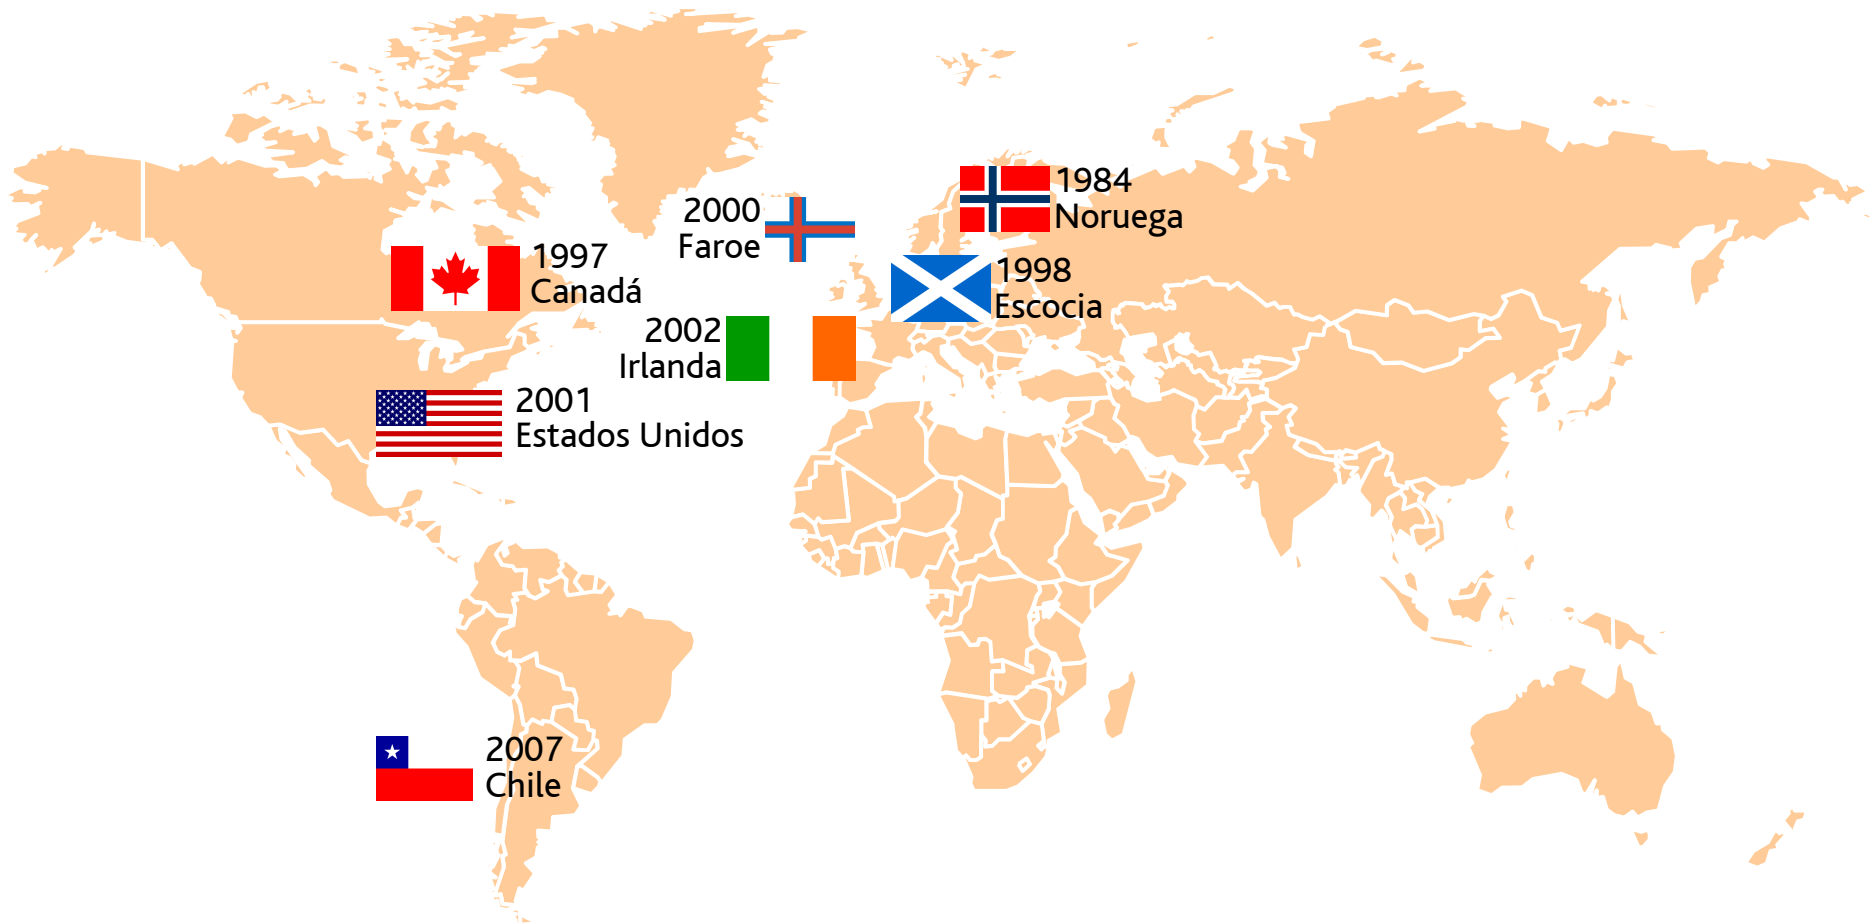 1984
Noruega
2000
Faroe
1997
Canadá
1998
Escocia
2002
Irlanda
2001
Estados Unidos
2007
Chile